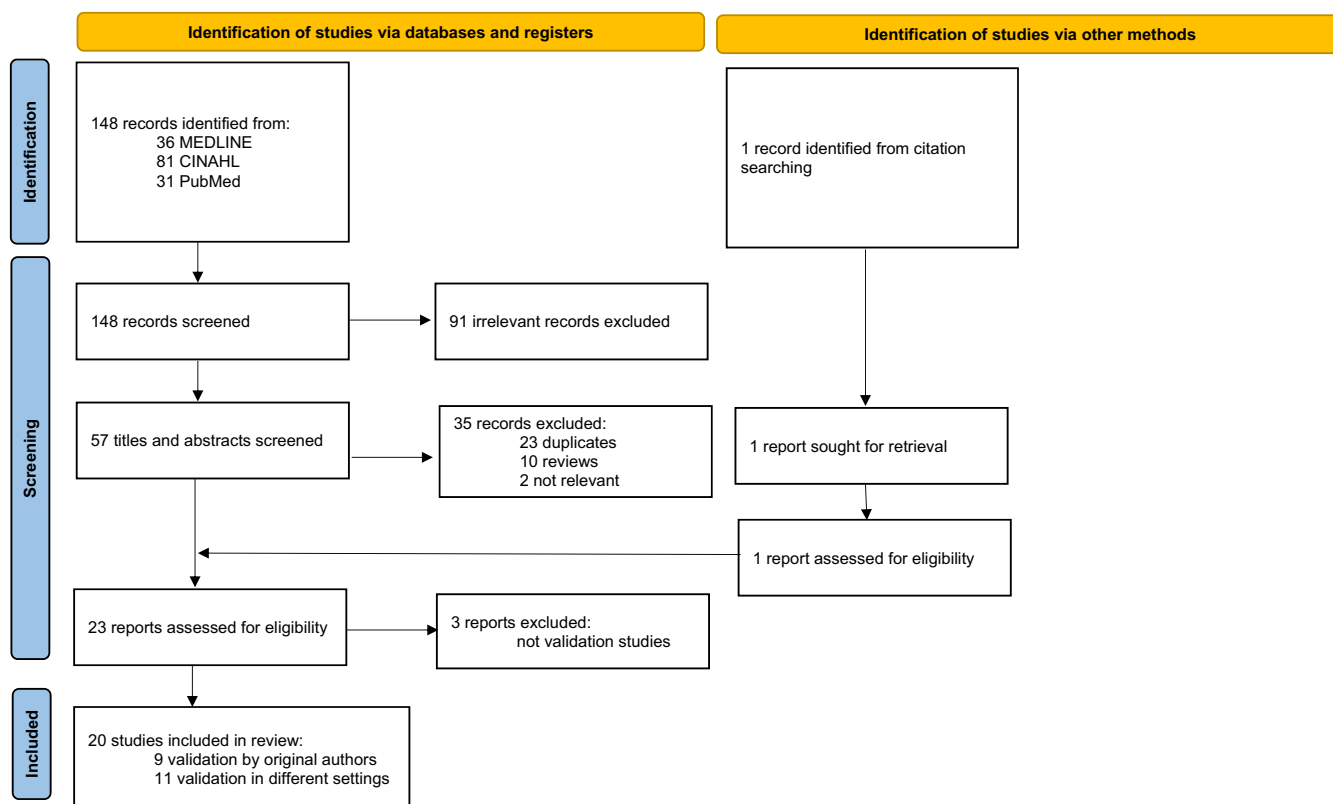 Identification of studies via databases and registers
Identification of studies via other methods
Identification
148 records identified from:
36 MEDLINE
81 CINAHL
31 PubMed
1 record identified from citation
searching
Screening
148 records screened
91 irrelevant records excluded
57 titles and abstracts screened
35 records excluded:
23 duplicates
10 reviews
2 not relevant
1 report sought for retrieval
1 report assessed for eligibility
23 reports assessed for eligibility
3 reports excluded:
not validation studies
Included
20 studies included in review:
9 validation by original authors
11 validation in different settings